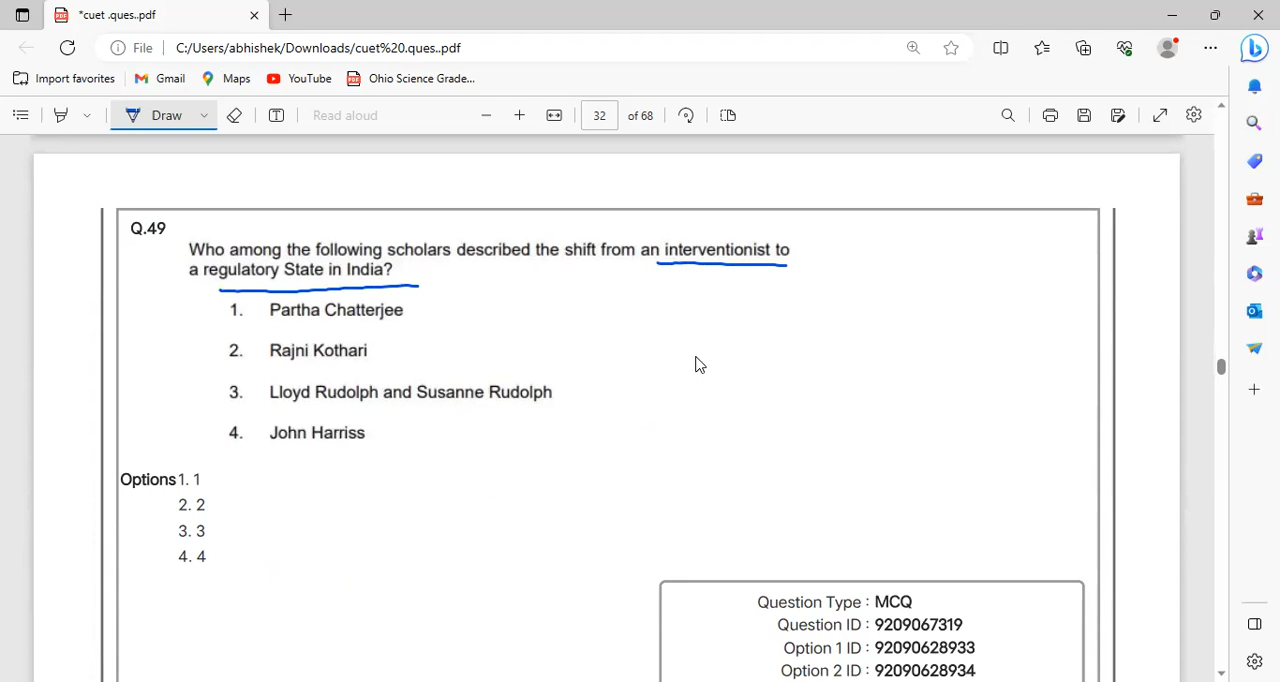 *cuet .ques..pdf
File C:/Users/abhishek/Downloads/cuet%20.ques..pdf
Import favorites Gmail Maps YouTube Ohio Science Grade...
Draw Read aloud 32 of 68
Q.49
Who among the following scholars described the shift from an interventionist to
a regulatory State in India?
1. Partha Chatterjee
2. Rajni Kothari
3. Lloyd Rudolph and Susanne Rudolph
4. John Harriss
Options 1. 1
2. 2
3. 3
4. 4
Question Type : MCQ
Question ID : 9209067319
Option 1 ID : 92090628933
Option 2 ID : 92090628934